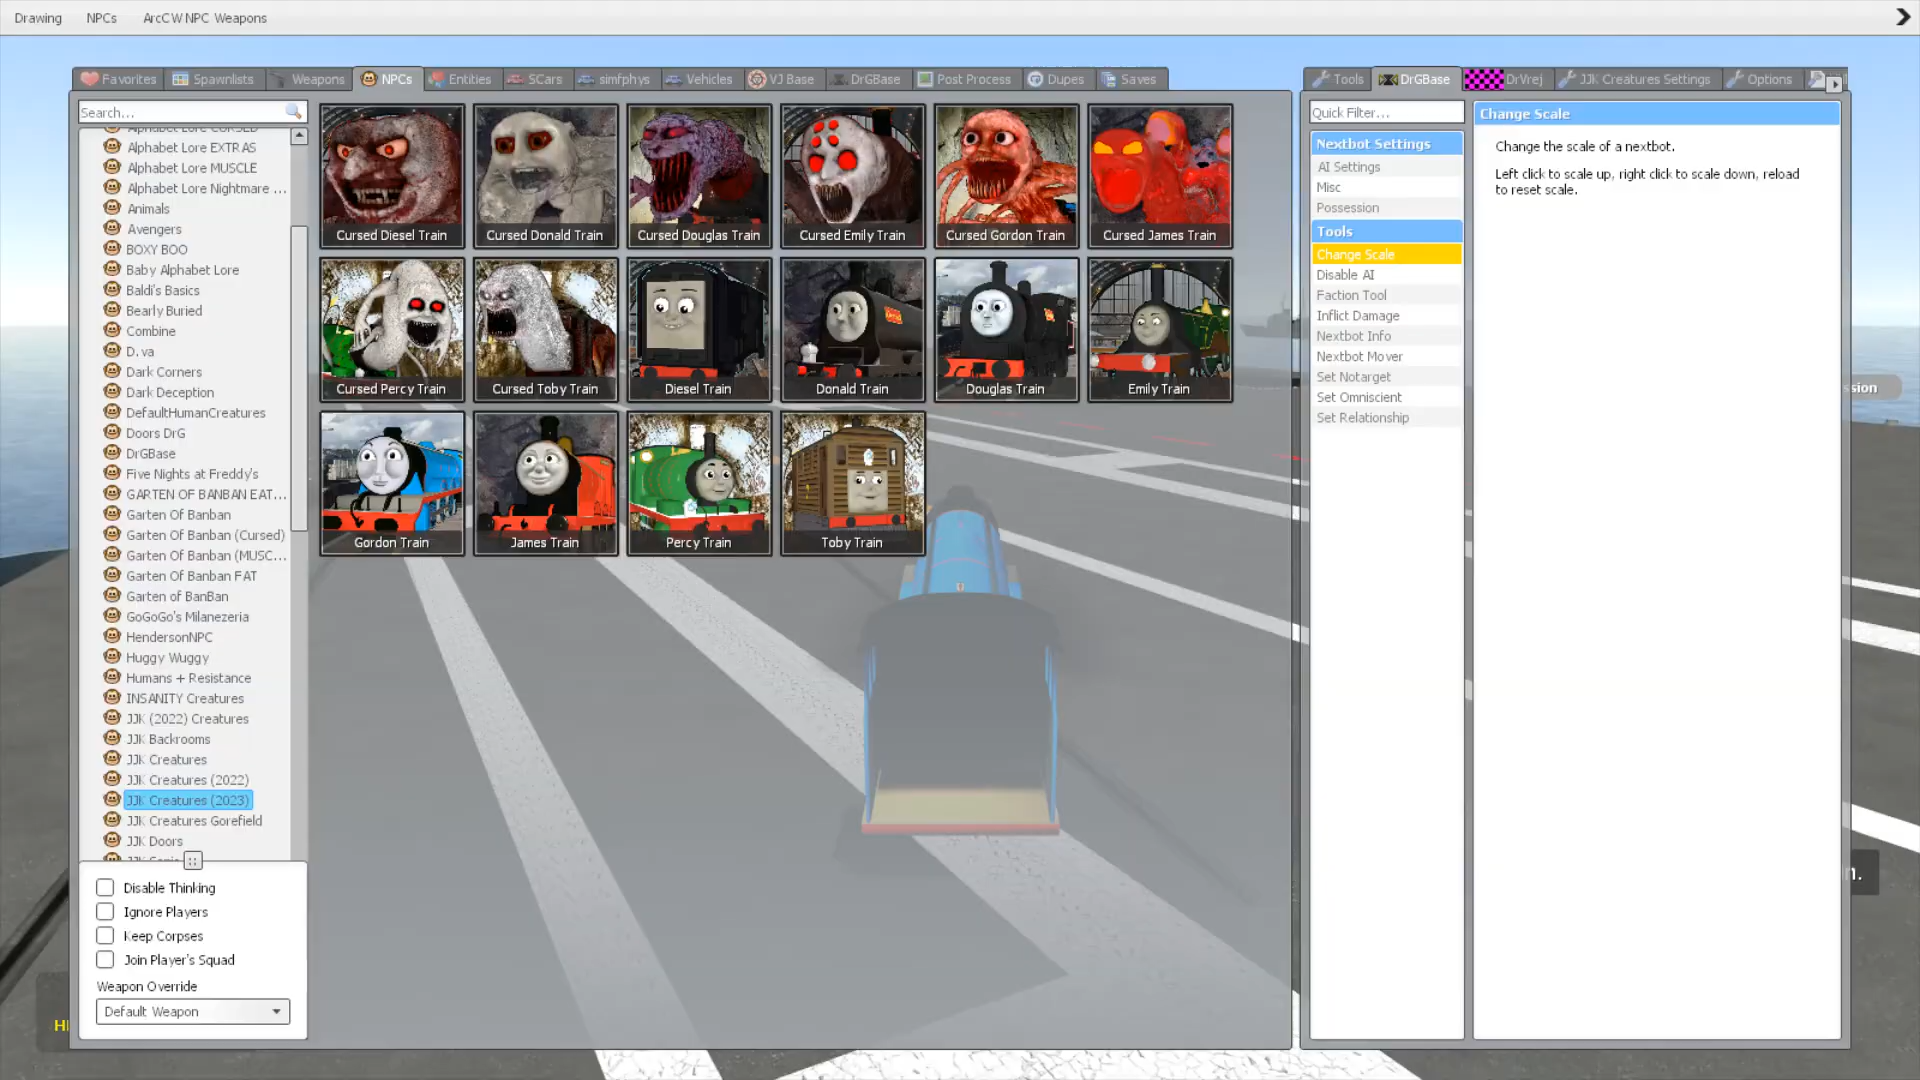 Drawing NPCs ArcCW NPC Weapons
Favorites Spawnlists Weapons NPCs Entities SCars simfphys Vehicles VJ Base DrGBase Post Process Dupes Saves
Search...
Alphabet Lore CURSED
Alphabet Lore EXTRAS
Alphabet Lore MUSCLE
Alphabet Lore Nightmare ...
Animals
Avengers
BOXY BOO
Baby Alphabet Lore
Baldi's Basics
Bearly Buried
Combine
D. va
Dark Corners
Dark Deception
DefaultHumanCreatures
Doors DrG
DrGBase
Five Nights at Freddy's
GARTEN OF BANBAN EAT...
Garten Of Banban
Garten Of Banban (Cursed)
Garten Of Banban (MUSC...
Garten Of Banban FAT
Garten of BanBan
GoGoGo's Milanezeria
HendersonNPC
Huggy Wuggy
Humans + Resistance
INSANITY Creatures
JJK (2022) Creatures
JJK Backrooms
JJK Creatures
JJK Creatures (2022)
JJK Creatures (2023)
JJK Creatures Gorefield
JJK Doors
Disable Thinking
Ignore Players
Keep Corpses
Join Player's Squad
Weapon Override
Default Weapon
Cursed Diesel Train Cursed Donald Train Cursed Douglas Train Cursed Emily Train Cursed Gordon Train Cursed James Train
Cursed Percy Train Cursed Toby Train Diesel Train Donald Train Douglas Train Emily Train
Gordon Train James Train Percy Train Toby Train
Tools DrGBase DrVrej JJK Creatures Settings Options
Quick Filter...
Nextbot Settings
AI Settings
Misc
Possession
Tools
Change Scale
Disable AI
Faction Tool
Inflict Damage
Nextbot Info
Nextbot Mover
Set Notarget
Set Omniscient
Set Relationship
Change Scale
Change the scale of a nextbot.
Left click to scale up, right click to scale down, reload
to reset scale.
sion
n.